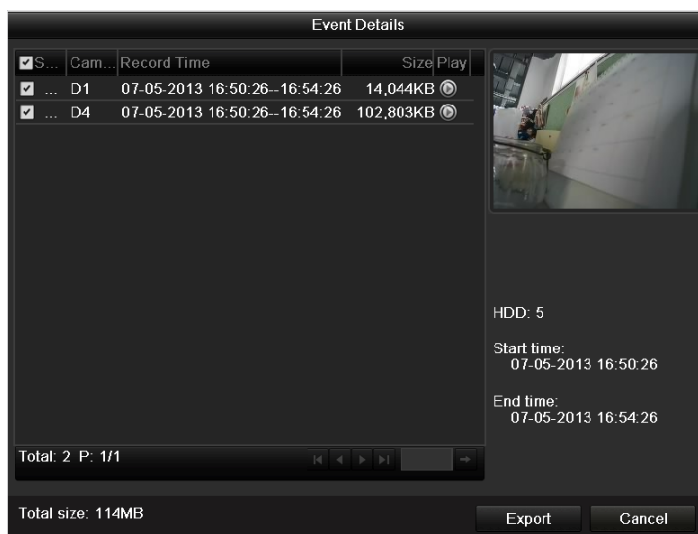 Event Details
S... Cam... Record Time Size Play
... D1 07-05-2013 16:50:26--16:54:26 14,044KB
... D4 07-05-2013 16:50:26--16:54:26 102,803KB
HDD: 5
Start time:
07-05-2013 16:50:26
End time:
07-05-2013 16:54:26
Total: 2 P: 1/1
Total size: 114MB
Export Cancel